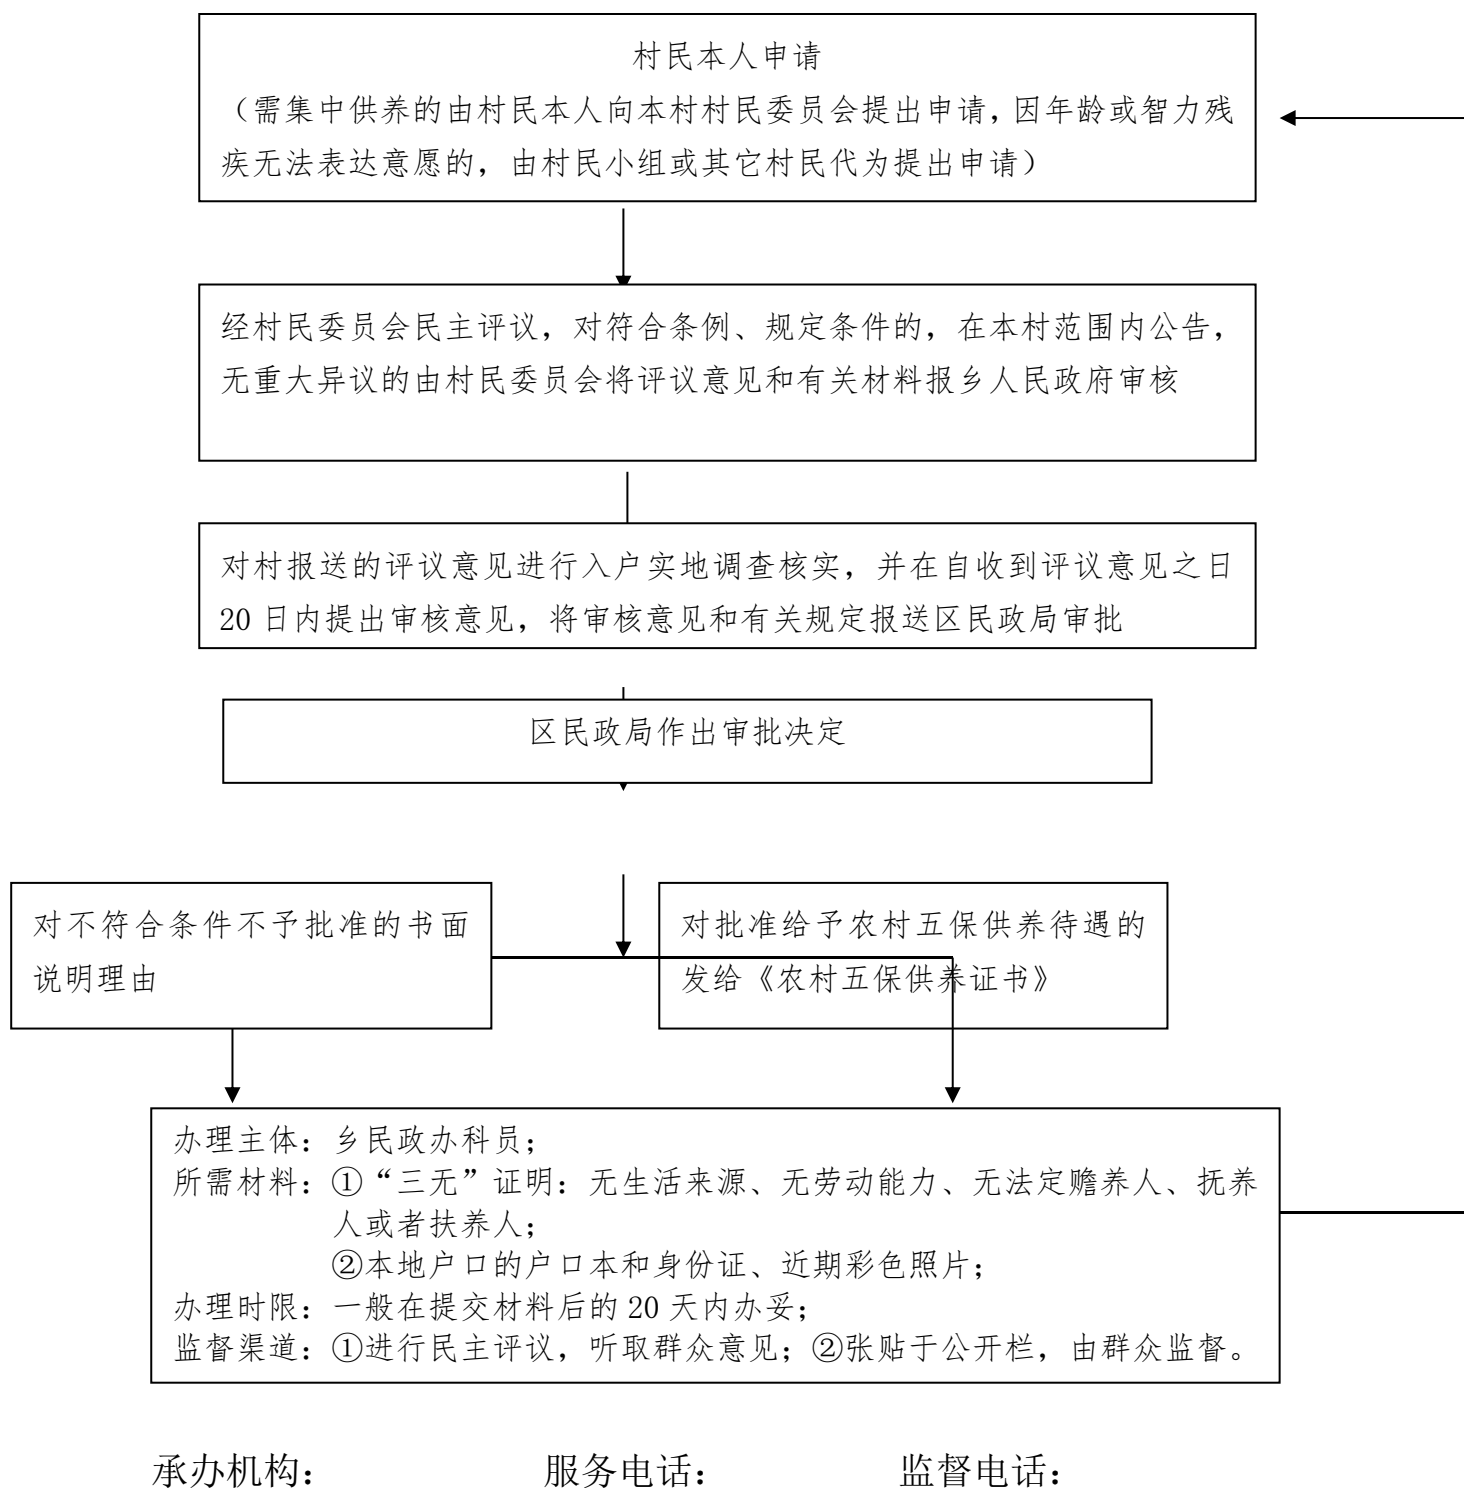 村民本人申请
（需集中供养的由村民本人向本村村民委员会提出申请，因年龄或智力残
疾无法表达意愿的，由村民小组或其它村民代为提出申请）
经村民委员会民主评议，对符合条例、规定条件的，在本村范围内公告，
无重大异议的由村民委员会将评议意见和有关材料报乡人民政府审核
对村报送的评议意见进行入户实地调查核实，并在自收到评议意见之日
20 日内提出审核意见，将审核意见和有关规定报送区民政局审批
区民政局作出审批决定
对不符合条件不予批准的书面
说明理由
对批准给予农村五保供养待遇的
发给《农村五保供养证书》
办理主体：乡民政办科员；
所需材料：①“三无”证明：无生活来源、无劳动能力、无法定赡养人、抚养
人或者扶养人；
②本地户口的户口本和身份证、近期彩色照片；
办理时限：一般在提交材料后的 20 天内办妥；
监督渠道：①进行民主评议，听取群众意见；②张贴于公开栏，由群众监督。
承办机构： 服务电话： 监督电话：